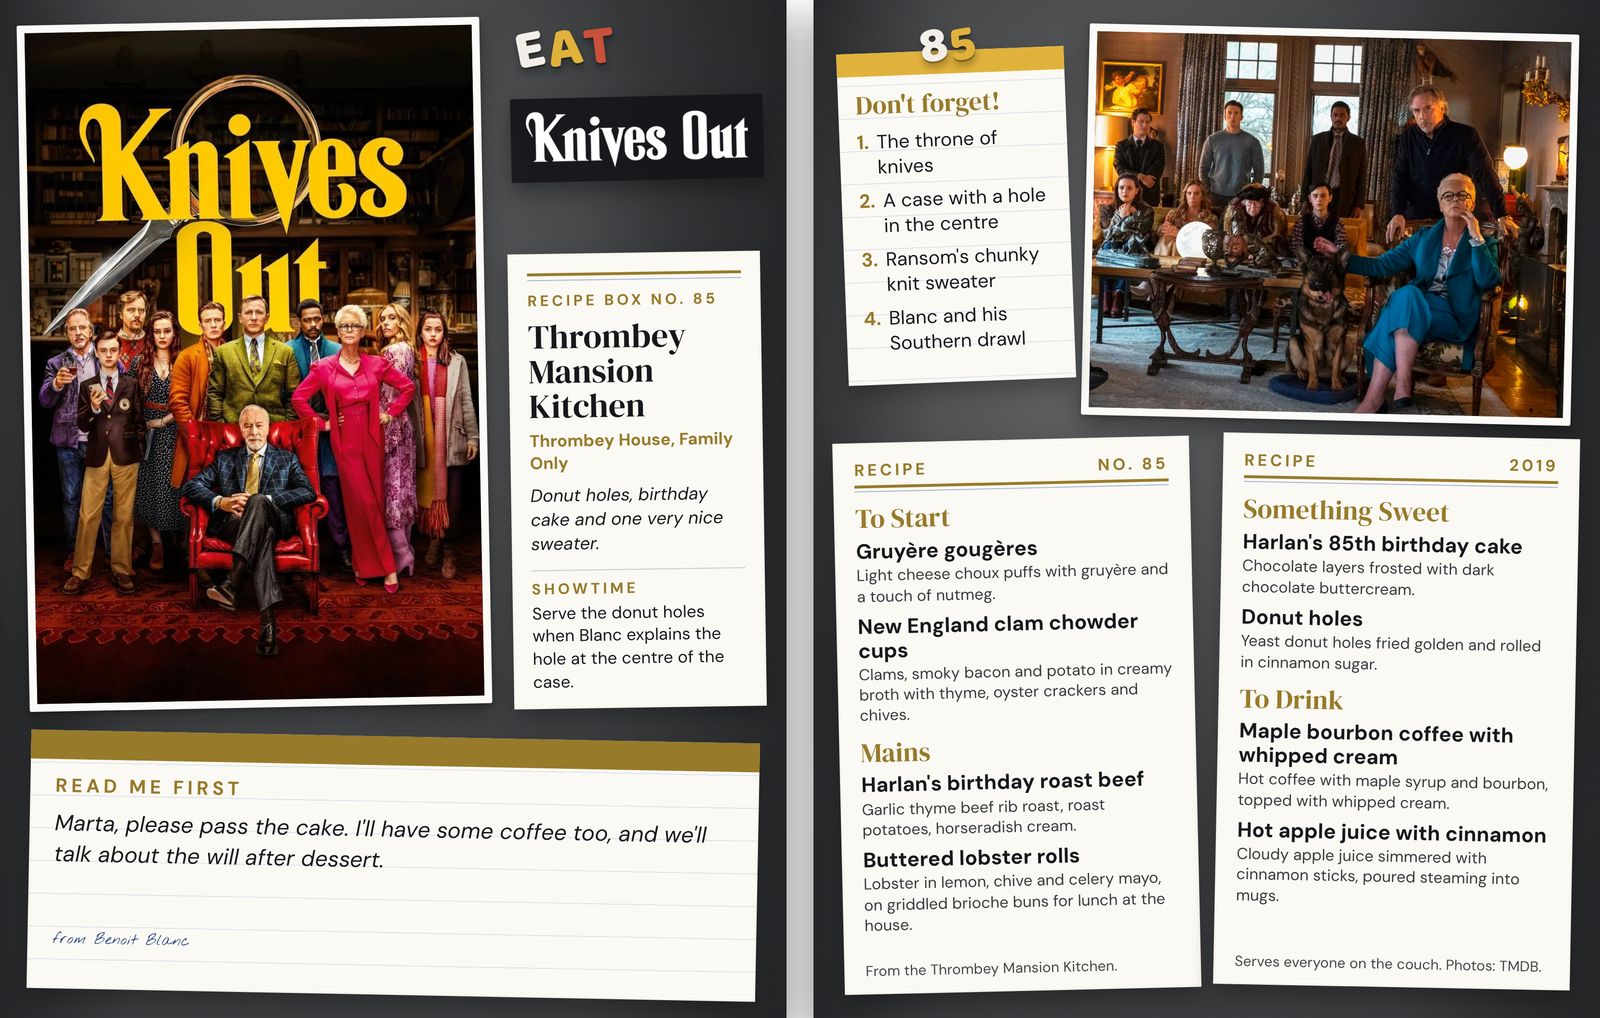 Knives
Out
EAT
Knives Out
RECIPE BOX NO. 85
Thrombey
Mansion
Kitchen
Thrombey House, Family
Only
Donut holes, birthday
cake and one very nice
sweater.
SHOWTIME
Serve the donut holes
when Blanc explains the
hole at the centre of the
case.
READ ME FIRST
Marta, please pass the cake. I'll have some coffee too, and we'll
talk about the will after dessert.
from Benoit Blanc
85
Don't forget!
1. The throne of
knives
2. A case with a hole
in the centre
3. Ransom's chunky
knit sweater
4. Blanc and his
Southern drawl
RECIPE NO. 85
To Start
Gruyère gougères
Light cheese choux puffs with gruyère and
a touch of nutmeg.
New England clam chowder
cups
Clams, smoky bacon and potato in creamy
broth with thyme, oyster crackers and
chives.
Mains
Harlan's birthday roast beef
Garlic thyme beef rib roast, roast
potatoes, horseradish cream.
Buttered lobster rolls
Lobster in lemon, chive and celery mayo,
on griddled brioche buns for lunch at the
house.
From the Thrombey Mansion Kitchen.
RECIPE 2019
Something Sweet
Harlan's 85th birthday cake
Chocolate layers frosted with dark
chocolate buttercream.
Donut holes
Yeast donut holes fried golden and rolled
in cinnamon sugar.
To Drink
Maple bourbon coffee with
whipped cream
Hot coffee with maple syrup and bourbon,
topped with whipped cream.
Hot apple juice with cinnamon
Cloudy apple juice simmered with
cinnamon sticks, poured steaming into
mugs.
Serves everyone on the couch. Photos: TMDB.